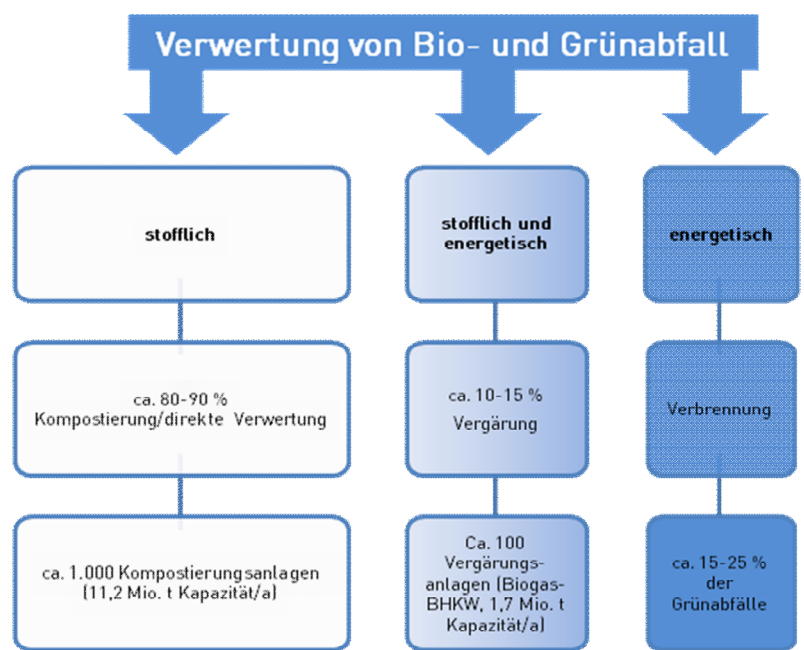 Verwertung von Bio- und Grünabfall
stofflich
stofflich und
energetisch
energetisch
ca. 80-90 %
Kompostierung/direkte Verwertung
ca. 10-15 %
Vergärung
Verbrennung
ca. 1.000 Kompostierungsanlagen
(11,2 Mio. t Kapazität/a)
Ca. 100
Vergärungs-
anlagen (Biogas-
BHKW, 1,7 Mio. t
Kapazität/a)
ca. 15-25 %
der
Grünabfälle